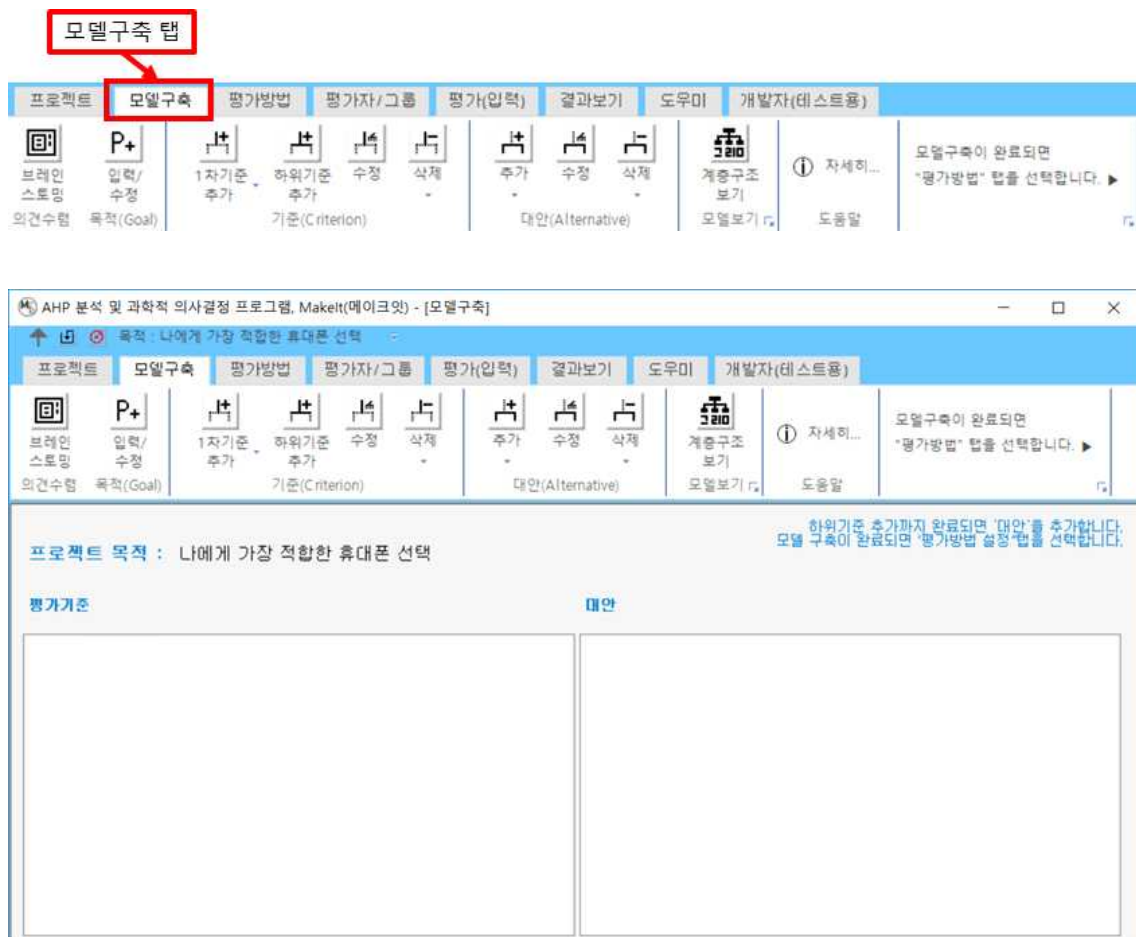 모델구축 탭
프로젝트 모델구축 평가방법 평가자/그룹 평가(입력) 결과보기 도우미 개발자(테스트용)
브레인 스토밍 입력/ 수정 1차기준 추가 하위기준 추가 수정 삭제 추가 수정 삭제 계층구조 보기 자세히... 모델구축이 완료되면
"평가방법" 탭을 선택합니다. ▶
의견수렴 목적(Goal) 기준(Criterion) 대안(Alternative) 모델보기 도움말
AHP 분석 및 과학적 의사결정 프로그램, MakeIt(메이크잇) - [모델구축]
목적 : 나에게 가장 적합한 휴대폰 선택
프로젝트 모델구축 평가방법 평가자/그룹 평가(입력) 결과보기 도우미 개발자(테스트용)
브레인 스토밍 입력/ 수정 1차기준 추가 하위기준 추가 수정 삭제 추가 수정 삭제 계층구조 보기 자세히... 모델구축이 완료되면
"평가방법" 탭을 선택합니다. ▶
의견수렴 목적(Goal) 기준(Criterion) 대안(Alternative) 모델보기 도움말
하위기준 추가까지 완료되면 '대안'을 추가합니다.
모델 구축이 완료되면 '평가방법 설정'탭을 선택합니다.
프로젝트 목적 : 나에게 가장 적합한 휴대폰 선택
평가기준 대안